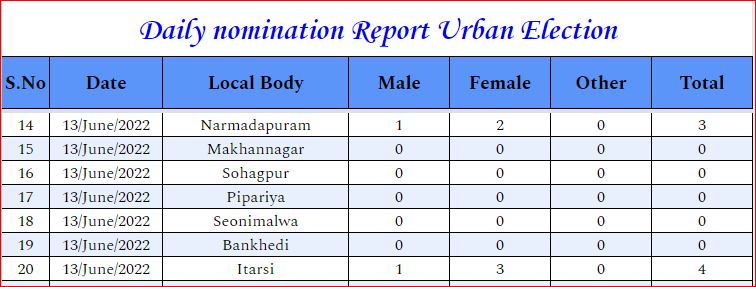 Daily nomination Report Urban Election
S.No Date Local Body Male Female Other Total
14 13/June/2022 Narmadapuram 1 2 0 3
15 13/June/2022 Makhannagar 0 0 0 0
16 13/June/2022 Sohagpur 0 0 0 0
17 13/June/2022 Pipariya 0 0 0 0
18 13/June/2022 Seonimalwa 0 0 0 0
19 13/June/2022 Bankhedi 0 0 0 0
20 13/June/2022 Itarsi 1 3 0 4